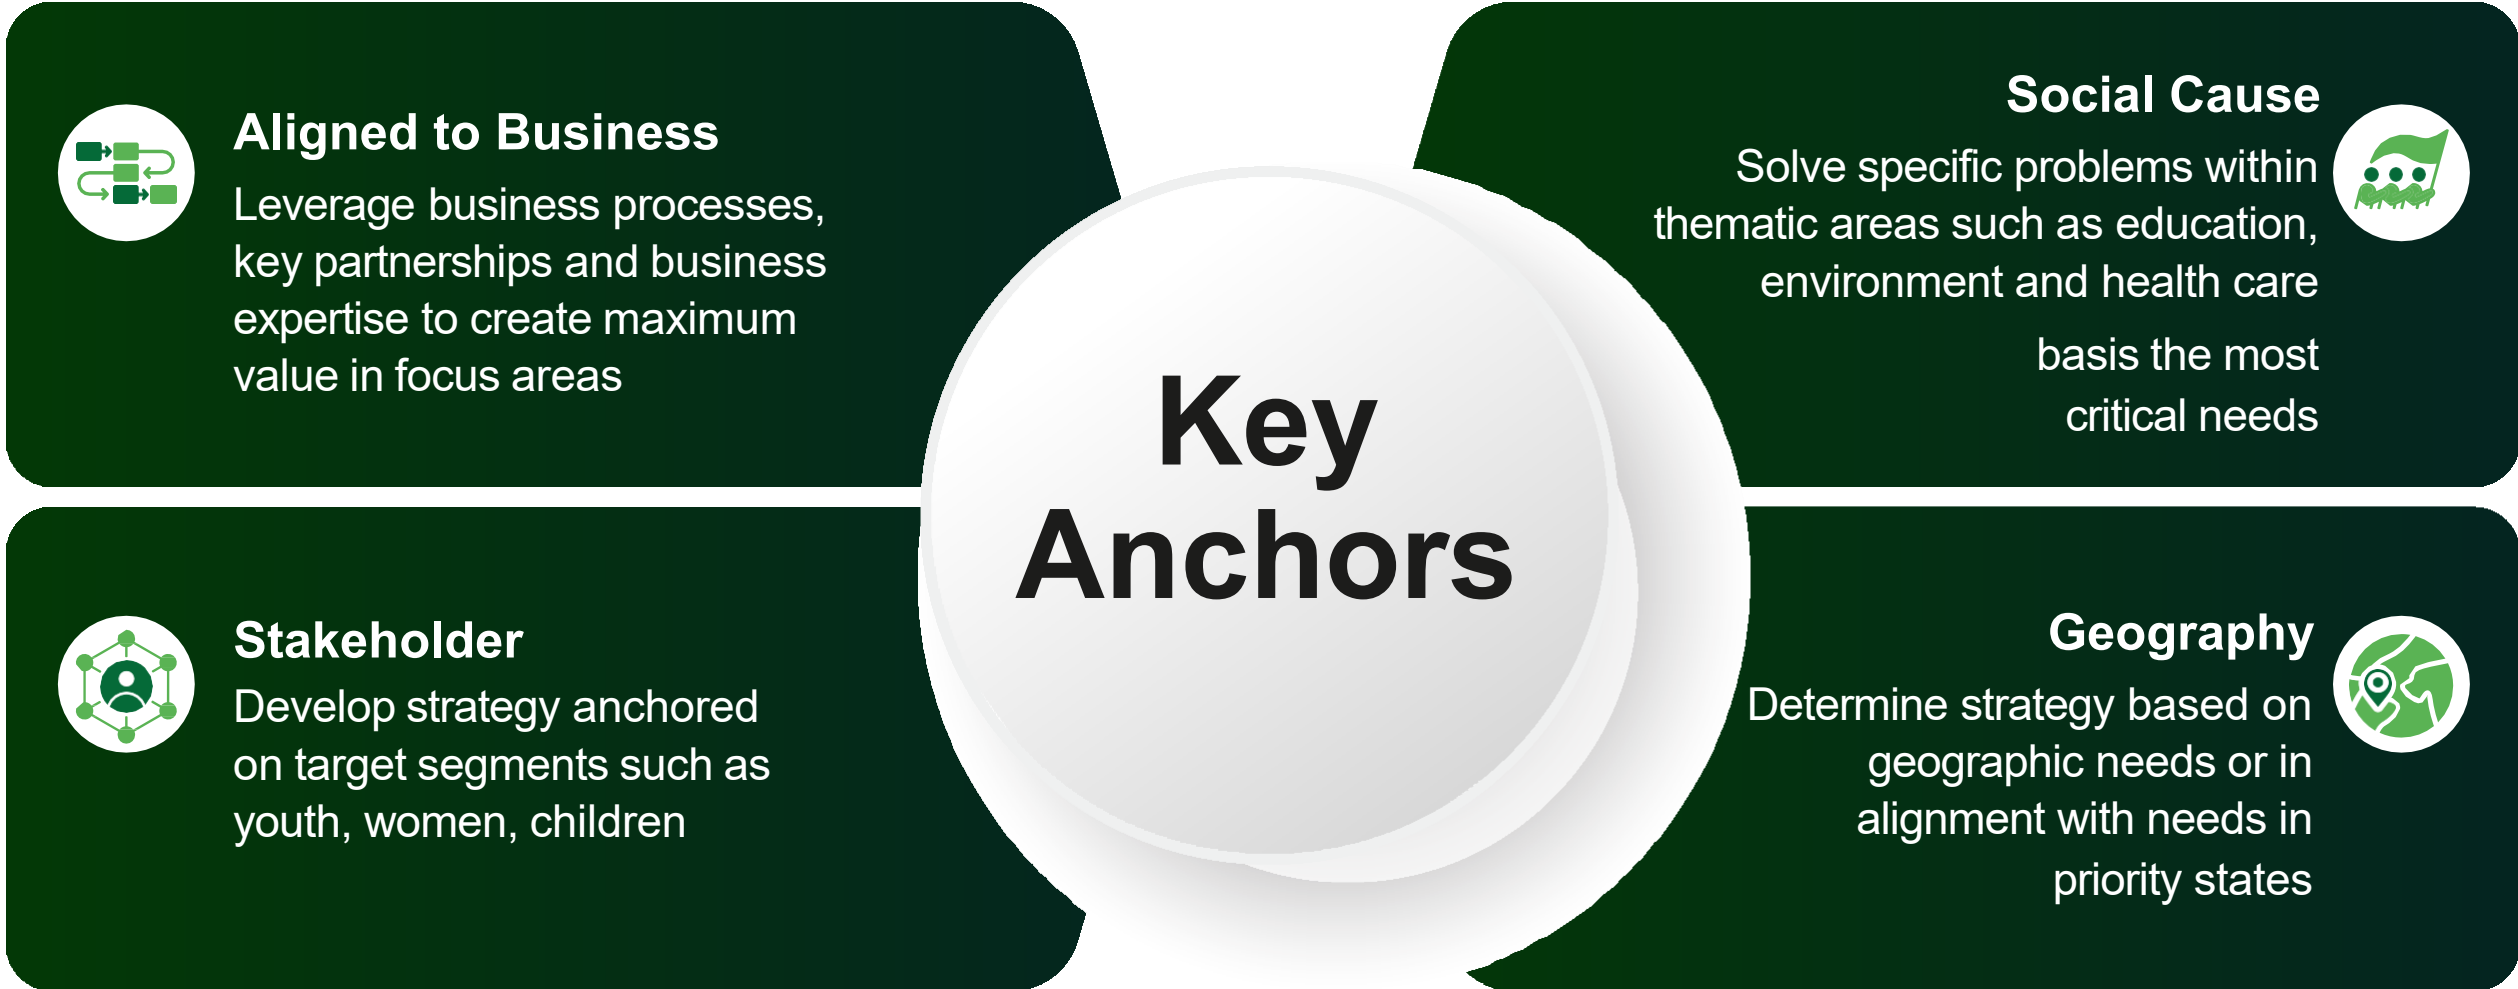 Aligned to Business
Leverage business processes,
key partnerships and business
expertise to create maximum
value in focus areas
Social Cause
Solve specific problems within
thematic areas such as education,
environment and health care
basis the most
critical needs
Key
Anchors
Stakeholder
Develop strategy anchored
on target segments such as
youth, women, children
Geography
Determine strategy based on
geographic needs or in
alignment with needs in
priority states